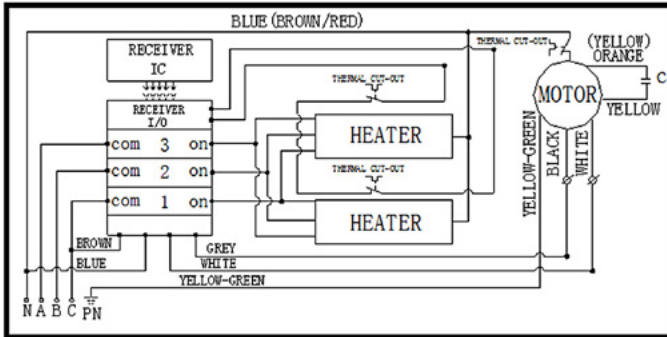 BLUE(BROWN/RED)
RECEIVER
IC
THERMAL CUT-OUT
(YELLOW)
ORANGE
C
RECEIVER
I/O
MOTOR
YELLOW
com 3 on
HEATER
YELLOW-GREEN
BLACK
WHITE
com 2 on
THERMAL CUT-OUT
THERMAL CUT-OUT
com 1 on
HEATER
BROWN
GREY
BLUE
WHITE
YELLOW-GREEN
N A B C PN